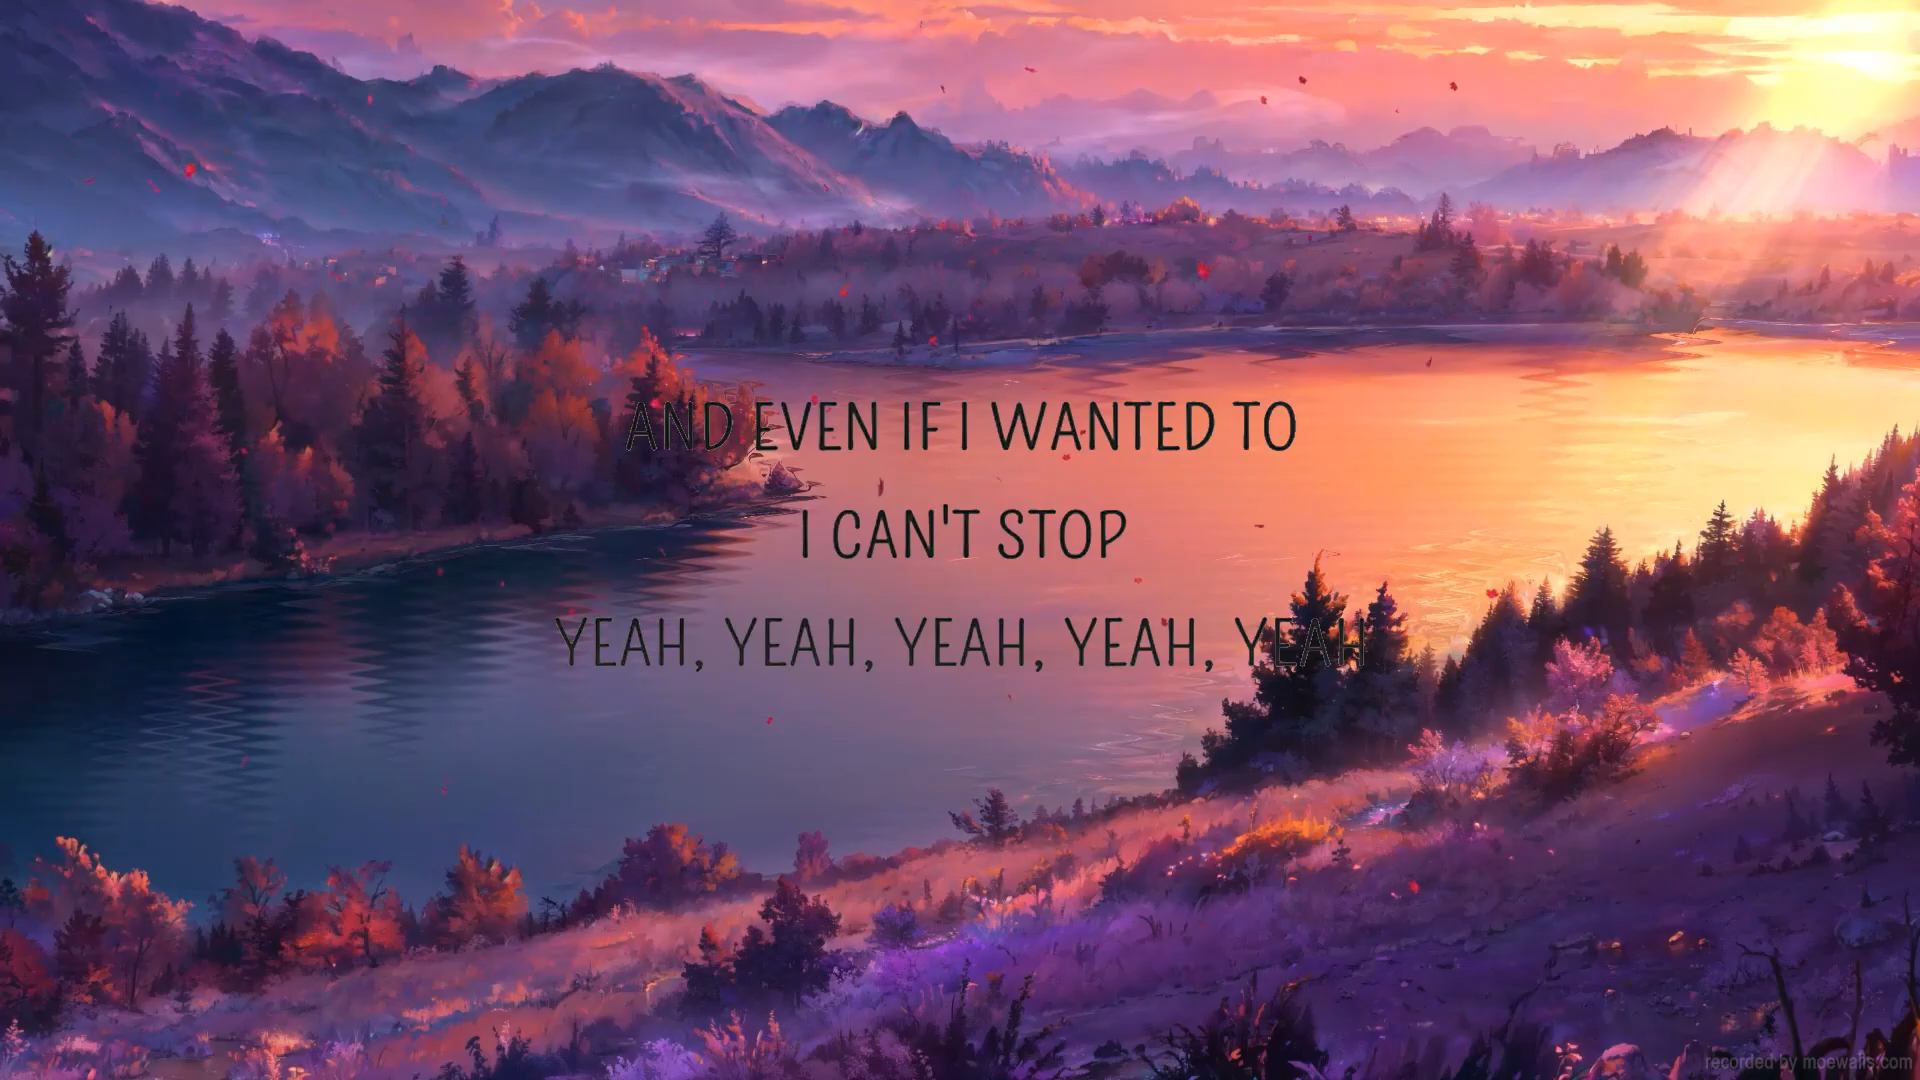 AND EVEN IF I WANTED TO
I CAN'T STOP
YEAH, YEAH, YEAH, YEAH, YEAH
recorded by moewalls.com